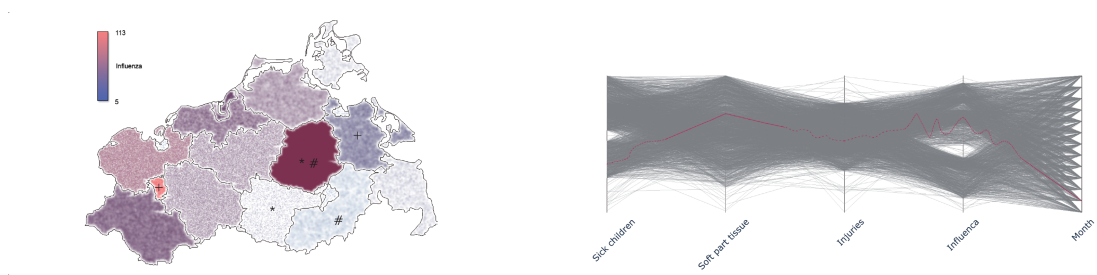 113
Influenza
5
+
* #
+
*
#
Sick children
Soft part tissue
Injuries
Influenca
Month